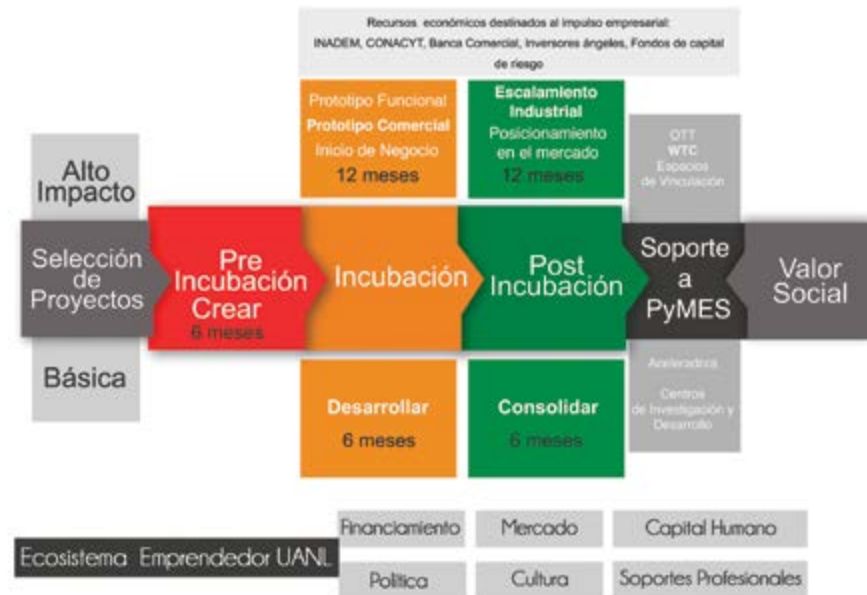 Recursos económicos destinados al impulso empresarial:
INADEM, CONACYT, Banca Comercial, Inversores ángeles, Fondos de capital
de riesgo
Prototipo Funcional
Prototipo Comercial
Inicio de Negocio
12 meses
Escalamiento
Industrial
Posicionamiento
en el mercado
12 meses
OTT
WTC
Espacios
de Vinculación
Alto
Impacto
Selección
de
Proyectos
Pre
Incubación
Crear
6 meses
Incubación
Post
Incubación
Soporte
a
PyMES
Valor
Social
Básica
Desarrollar
6 meses
Consolidar
6 meses
Aceleradora
Centros
de Investigación y
Desarrollo
Ecosistema Emprendedor UANL
Financiamiento
Mercado
Capital Humano
Política
Cultura
Soportes Profesionales